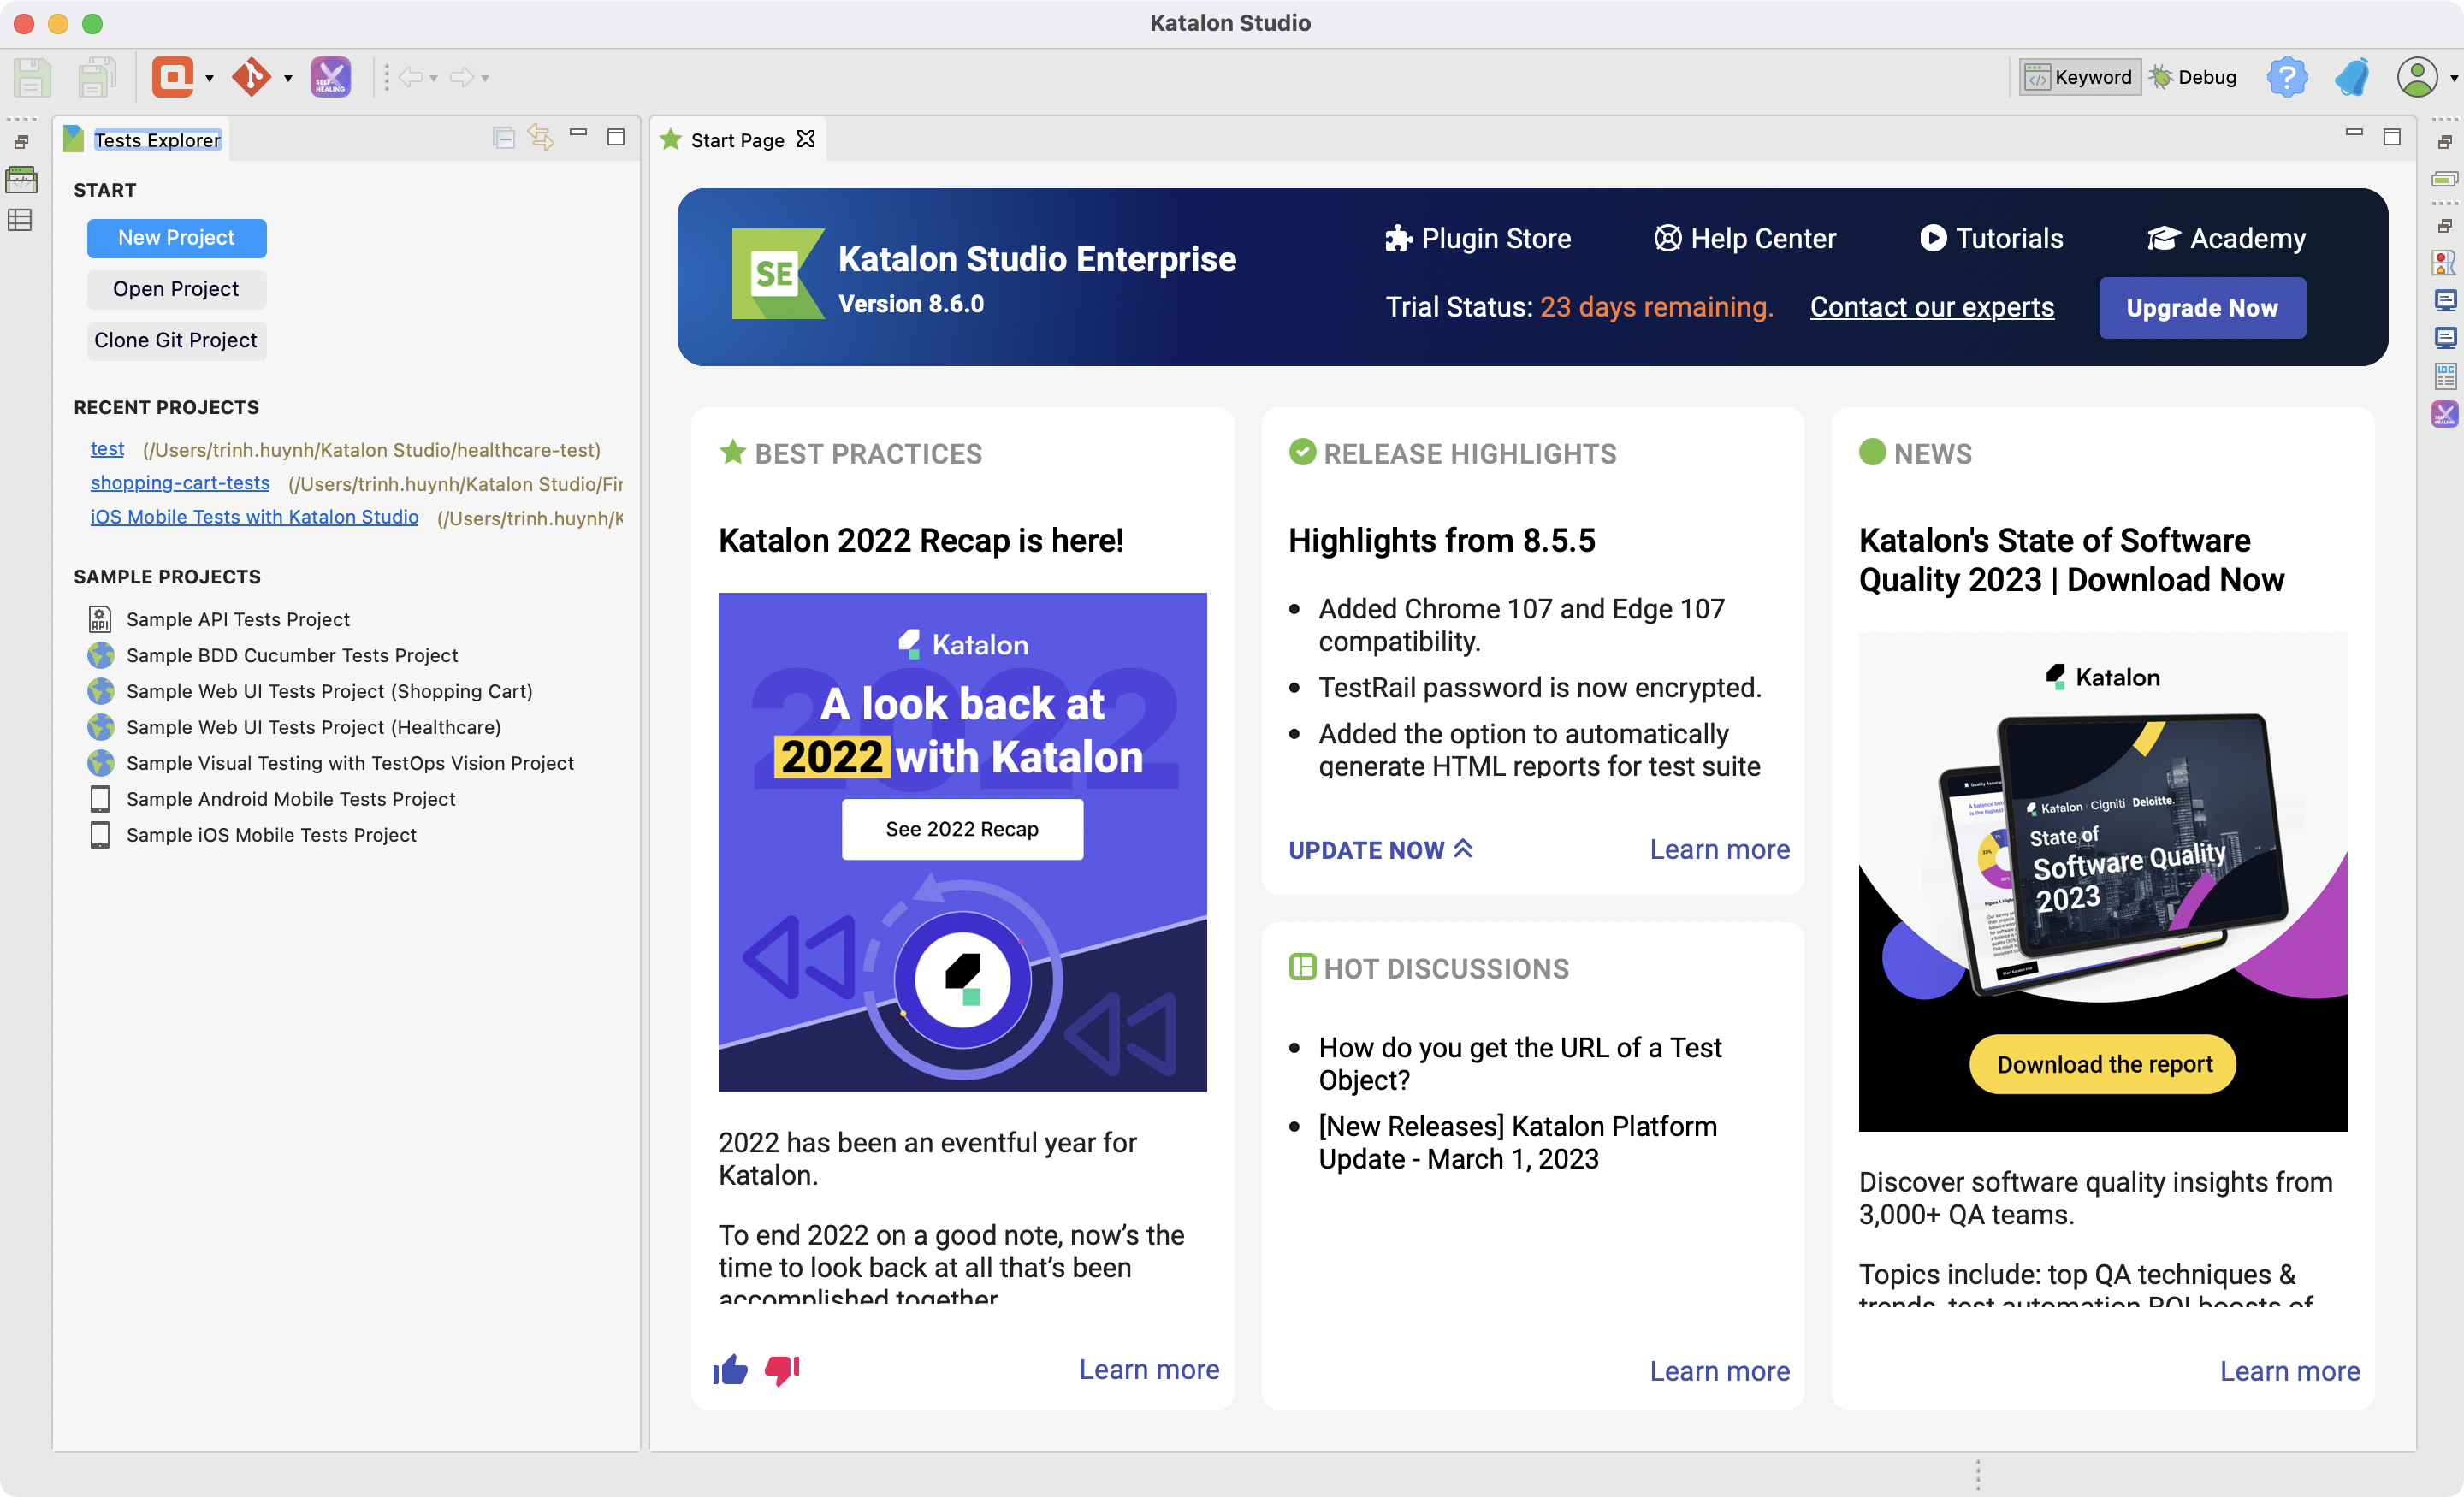 Katalon Studio
SELF-HEALING
Keyword
Debug
Tests Explorer
START
New Project
Open Project
Clone Git Project
RECENT PROJECTS
test (/Users/trinh.huynh/Katalon Studio/healthcare-test)
shopping-cart-tests (/Users/trinh.huynh/Katalon Studio/Fir
iOS Mobile Tests with Katalon Studio (/Users/trinh.huynh/K
SAMPLE PROJECTS
API
Sample API Tests Project
Sample BDD Cucumber Tests Project
Sample Web UI Tests Project (Shopping Cart)
Sample Web UI Tests Project (Healthcare)
Sample Visual Testing with TestOps Vision Project
Sample Android Mobile Tests Project
Sample iOS Mobile Tests Project
Start Page
SE
Katalon Studio Enterprise
Version 8.6.0
Plugin Store
Help Center
Tutorials
Academy
Trial Status: 23 days remaining.
Contact our experts
Upgrade Now
BEST PRACTICES
Katalon 2022 Recap is here!
Katalon
2022
A look back at
2022 with Katalon
See 2022 Recap
2022 has been an eventful year for
Katalon.
To end 2022 on a good note, now’s the
time to look back at all that’s been
accomplished together
Learn more
RELEASE HIGHLIGHTS
Highlights from 8.5.5
• Added Chrome 107 and Edge 107
compatibility.
• TestRail password is now encrypted.
• Added the option to automatically
generate HTML reports for test suite
UPDATE NOW
Learn more
HOT DISCUSSIONS
• How do you get the URL of a Test
Object?
• [New Releases] Katalon Platform
Update - March 1, 2023
Learn more
NEWS
Katalon's State of Software
Quality 2023 | Download Now
Katalon
Katalon Cigniti Deloitte.
State of
Software Quality
2023
Download the report
Discover software quality insights from
3,000+ QA teams.
Topics include: top QA techniques &
trends, test automation ROI boosts of
Learn more
LOG